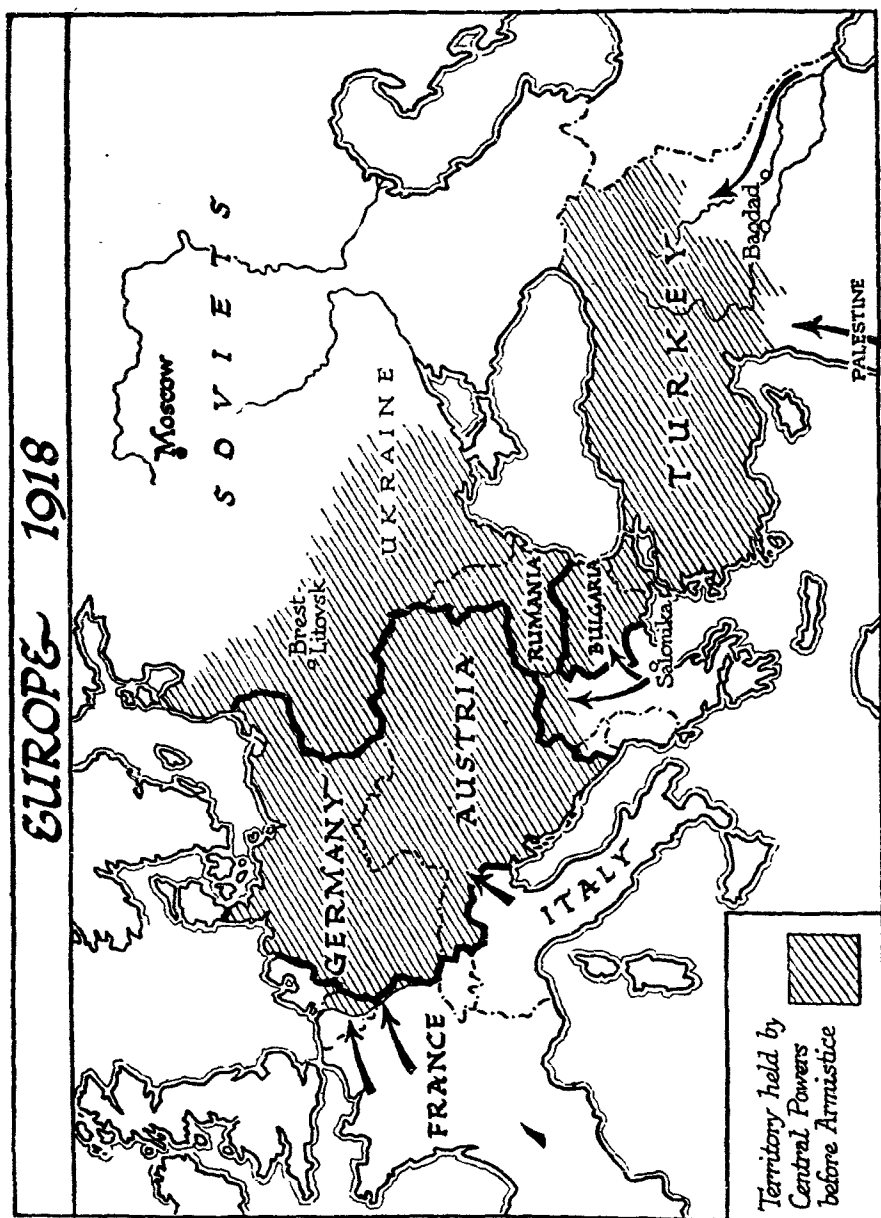 EUROPE 1918
Moscow
SOVIETS
UKRAINE
Brest
Litovsk
GERMANY
AUSTRIA
RUMANIA
BULGARIA
Salonika
TURKEY
Bagdad
PALESTINE
ITALY
FRANCE
Territory held by
Central Powers
before Armistice